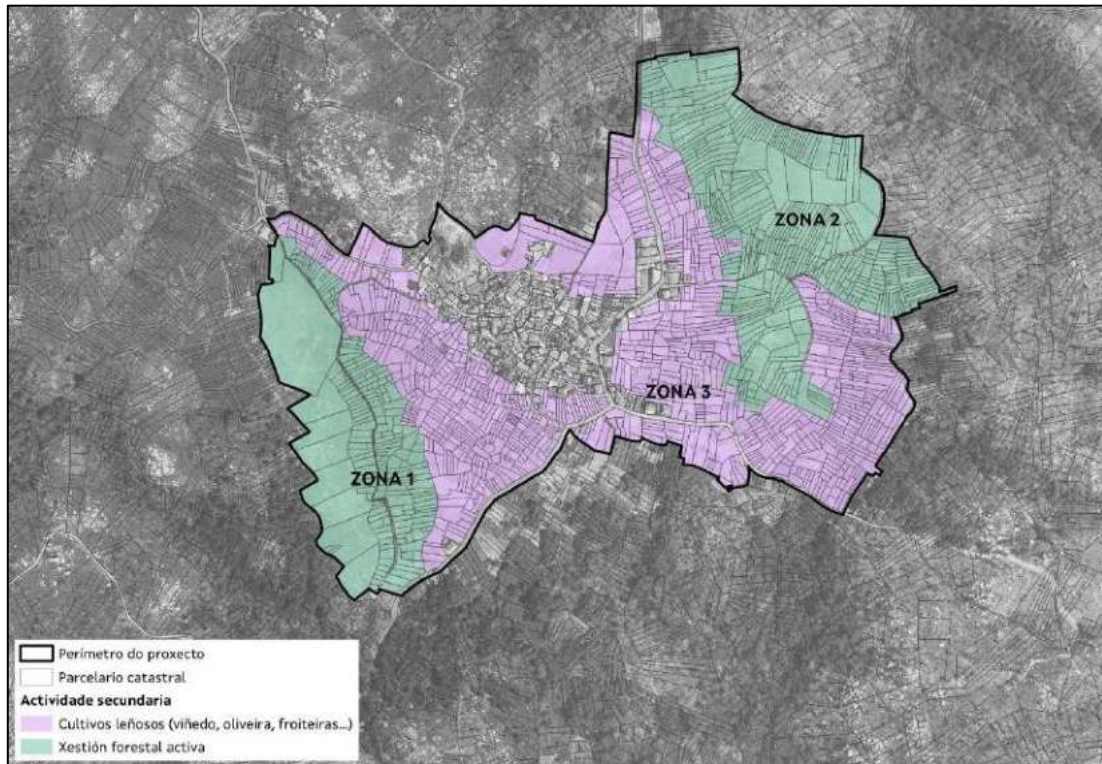 ZONA 2
ZONA 3
ZONA 1
Perímetro do proxecto
Parcelario catastral
Actividade secundaria
Cultivos leñosos (viñedo, oliveira, froiteiras...)
Xestión forestal activa